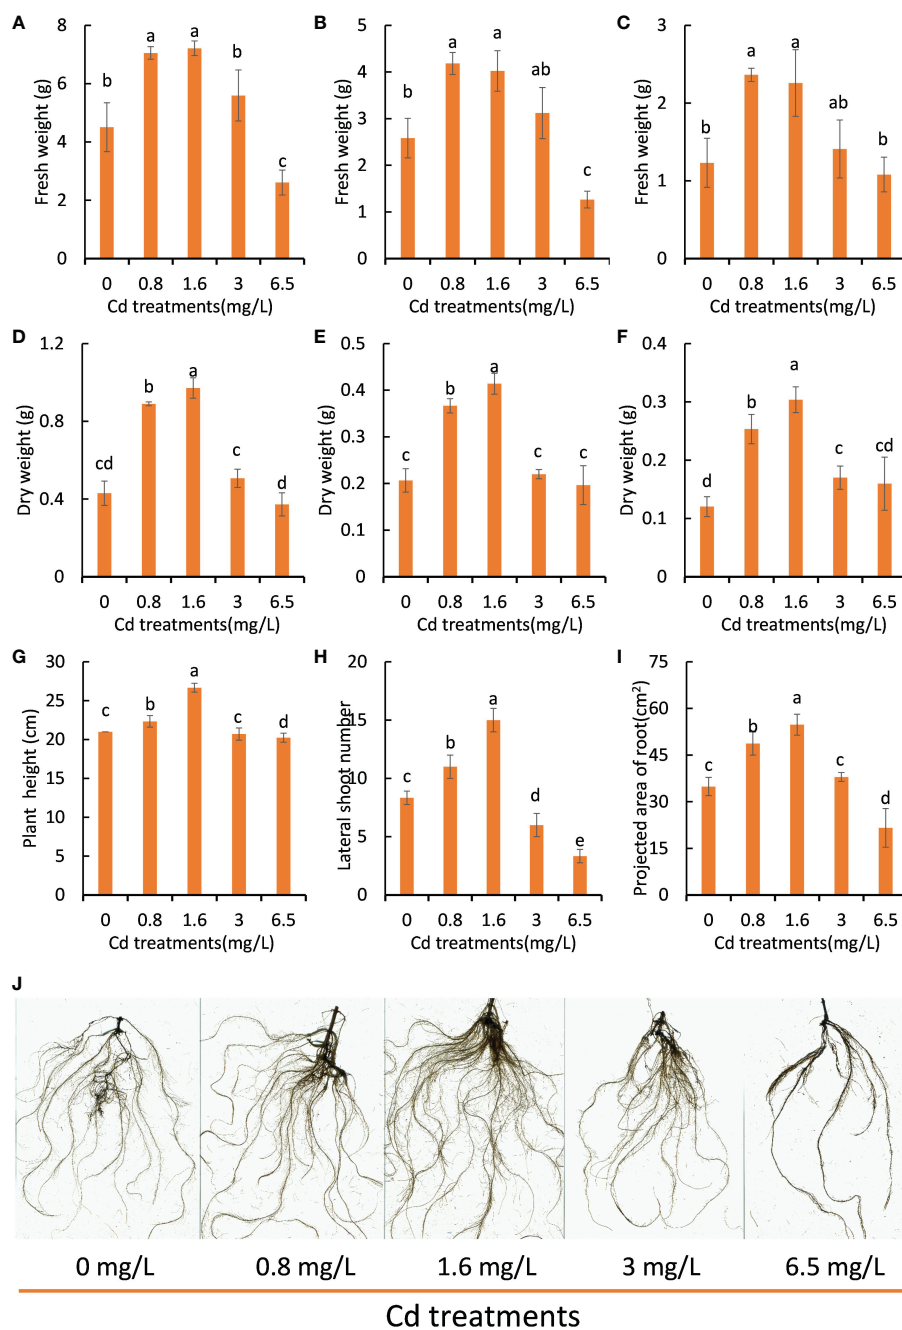 A
B
C
8
6
4
2
0
Fresh weight (g)
b
a
a
b
c
0 0.8 1.6 3 6.5
Cd treatments(mg/L)
5
4
3
2
1
0
Fresh weight (g)
b
a
a
ab
c
0 0.8 1.6 3 6.5
Cd treatments(mg/L)
3
2
1
0
Fresh weight (g)
b
a
a
ab
b
0 0.8 1.6 3 6.5
Cd treatments(mg/L)
D
E
F
1.2
0.8
0.4
0
Dry weight (g)
cd
b
a
c
d
0 0.8 1.6 3 6.5
Cd treatments(mg/L)
0.5
0.4
0.3
0.2
0.1
0
Dry weight (g)
c
b
a
c
c
0 0.8 1.6 3 6.5
Cd treatments(mg/L)
0.4
0.3
0.2
0.1
0
Dry weight (g)
d
b
a
c
cd
0 0.8 1.6 3 6.5
Cd treatments(mg/L)
G
H
I
30
25
20
15
10
5
0
Plant height (cm)
c
b
a
c
d
0 0.8 1.6 3 6.5
Cd treatments(mg/L)
20
15
10
5
0
Lateral shoot number
c
b
a
d
e
0 0.8 1.6 3 6.5
Cd treatments(mg/L)
75
60
45
30
15
0
Projected area of root(cm²)
c
b
a
c
d
0 0.8 1.6 3 6.5
Cd treatments(mg/L)
J
0 mg/L 0.8 mg/L 1.6 mg/L 3 mg/L 6.5 mg/L
Cd treatments